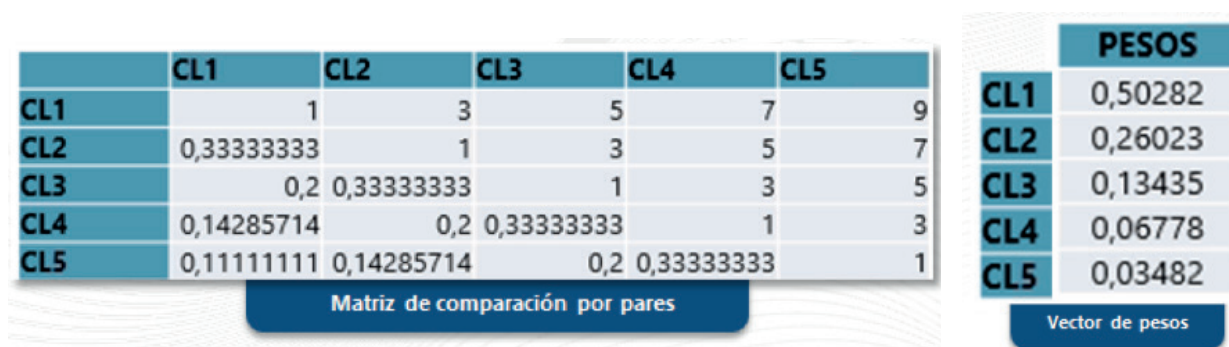 CL1 CL2 CL3 CL4 CL5
CL1 1 3 5 7 9
CL2 0,33333333 1 3 5 7
CL3 0,2 0,33333333 1 3 5
CL4 0,14285714 0,2 0,33333333 1 3
CL5 0,11111111 0,14285714 0,2 0,33333333 1
Matriz de comparación por pares
PESOS
CL1 0,50282
CL2 0,26023
CL3 0,13435
CL4 0,06778
CL5 0,03482
Vector de pesos